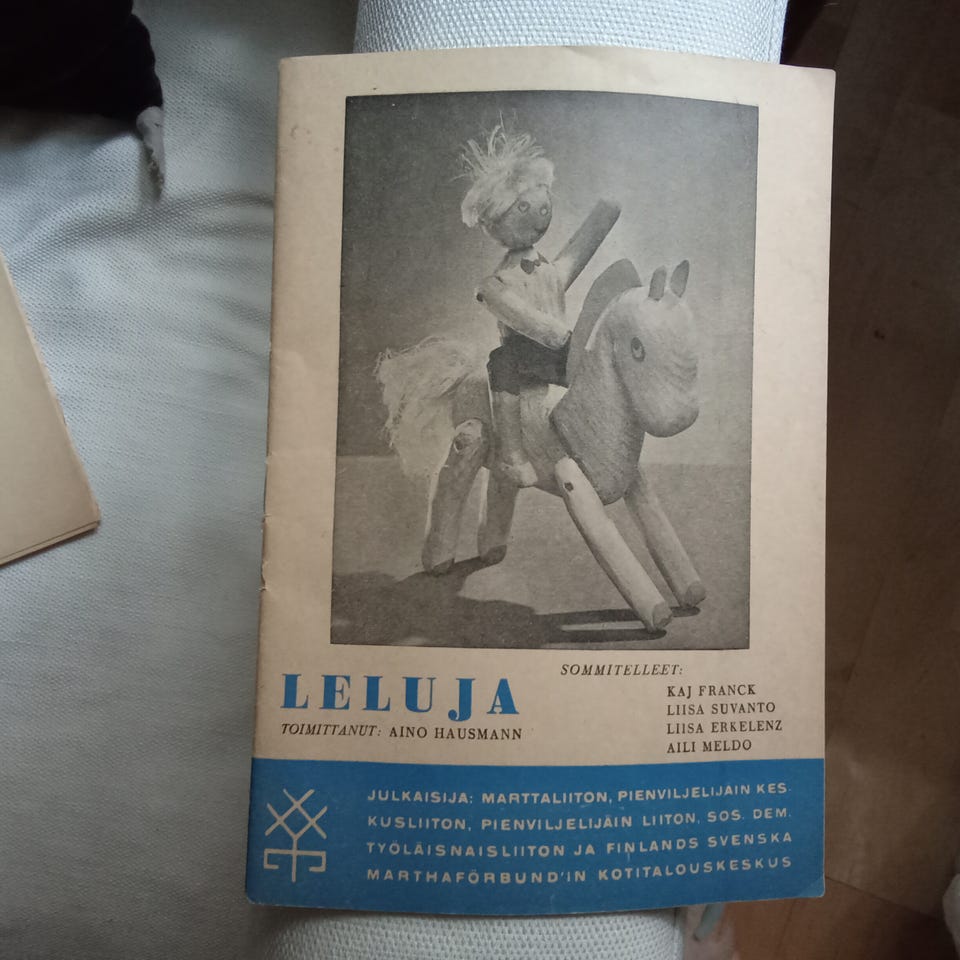 LELUJA
TOIMITTANUT: AINO HAUSMANN
SOMMITELLEET:
KAJ FRANCK
LIISA SUVANTO
LIISA ERKELENZ
AILI MELDO
JULKAISIJA: MARTTALIITON, PIENVILJELIJÄIN KES-
KUSLIITON, PIENVILJELIJÄIN LIITON, SOS. DEM.
TYÖLÄISNAISLIITON JA FINLANDS SVENSKA
MARTHAFÖRBUND'IN KOTITALOUSKESKUS